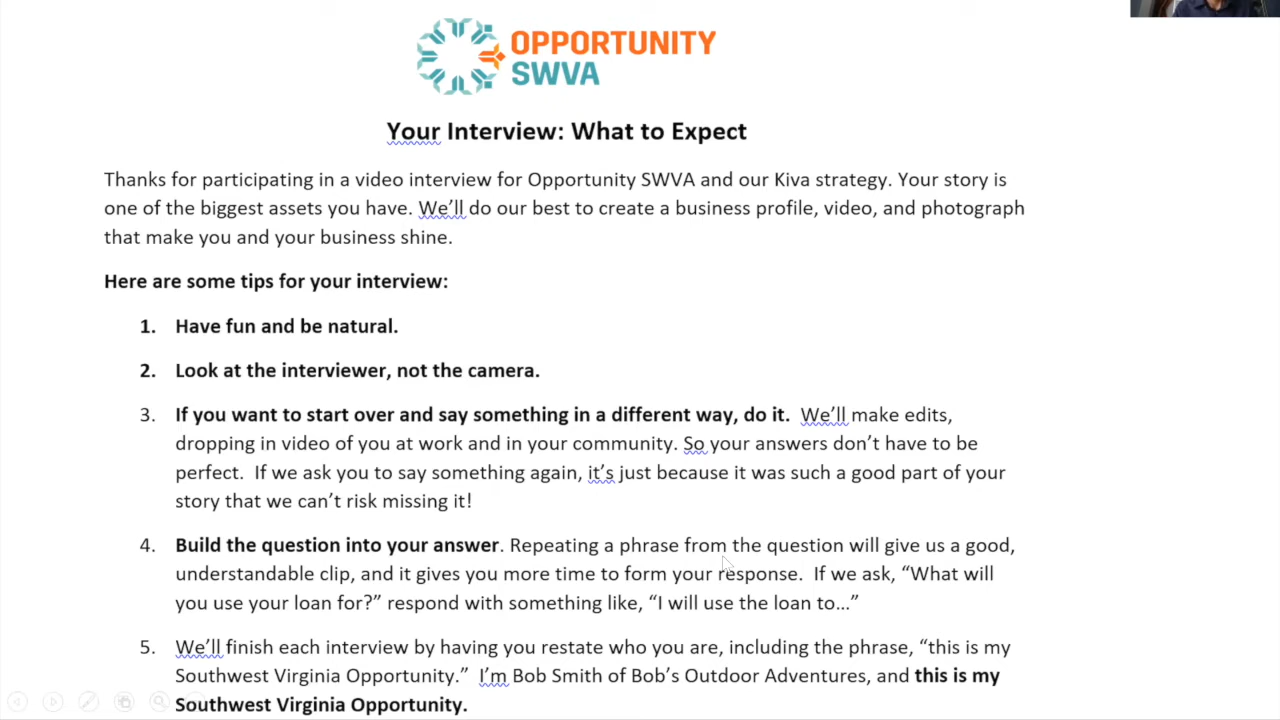 OPPORTUNITY
SWVA
Your Interview: What to Expect
Thanks for participating in a video interview for Opportunity SWVA and our Kiva strategy. Your story is
one of the biggest assets you have. We’ll do our best to create a business profile, video, and photograph
that make you and your business shine.
Here are some tips for your interview:
1. Have fun and be natural.
2. Look at the interviewer, not the camera.
3. If you want to start over and say something in a different way, do it. We’ll make edits,
dropping in video of you at work and in your community. So your answers don’t have to be
perfect. If we ask you to say something again, it’s just because it was such a good part of your
story that we can’t risk missing it!
4. Build the question into your answer. Repeating a phrase from the question will give us a good,
understandable clip, and it gives you more time to form your response. If we ask, “What will
you use your loan for?” respond with something like, “I will use the loan to…”
5. We’ll finish each interview by having you restate who you are, including the phrase, “this is my
Southwest Virginia Opportunity.” I’m Bob Smith of Bob’s Outdoor Adventures, and this is my
Southwest Virginia Opportunity.